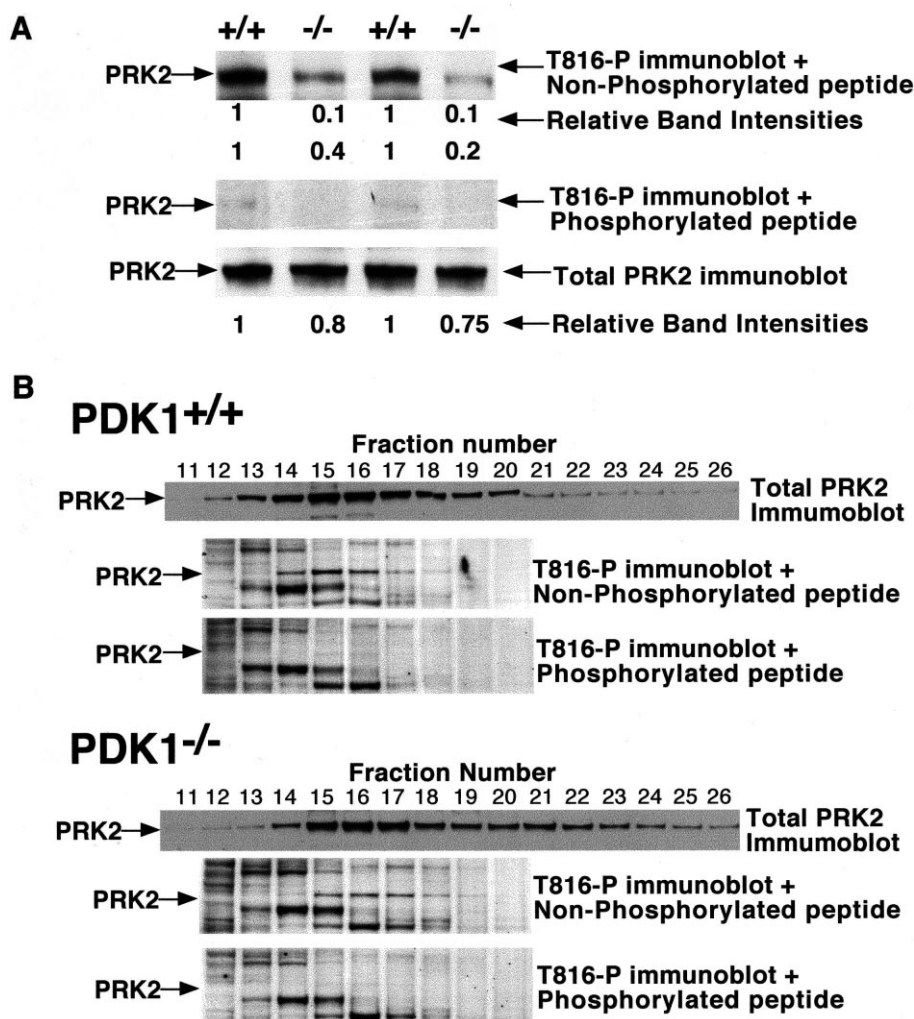 A
+/+ -/- +/+ -/-
PRK2
T816-P immunoblot +
Non-Phosphorylated peptide
1 0.1 1 0.1
Relative Band Intensities
1 0.4 1 0.2
PRK2
T816-P immunoblot +
Phosphorylated peptide
PRK2
Total PRK2 immunoblot
1 0.8 1 0.75
Relative Band Intensities
B
PDK1+/+
Fraction number
11 12 13 14 15 16 17 18 19 20 21 22 23 24 25 26
PRK2
Total PRK2
Immumoblot
PRK2
T816-P immunoblot +
Non-Phosphorylated peptide
PRK2
T816-P immunoblot +
Phosphorylated peptide
PDK1-/-
Fraction Number
11 12 13 14 15 16 17 18 19 20 21 22 23 24 25 26
PRK2
Total PRK2
Immumoblot
PRK2
T816-P immunoblot +
Non-Phosphorylated peptide
PRK2
T816-P immunoblot +
Phosphorylated peptide